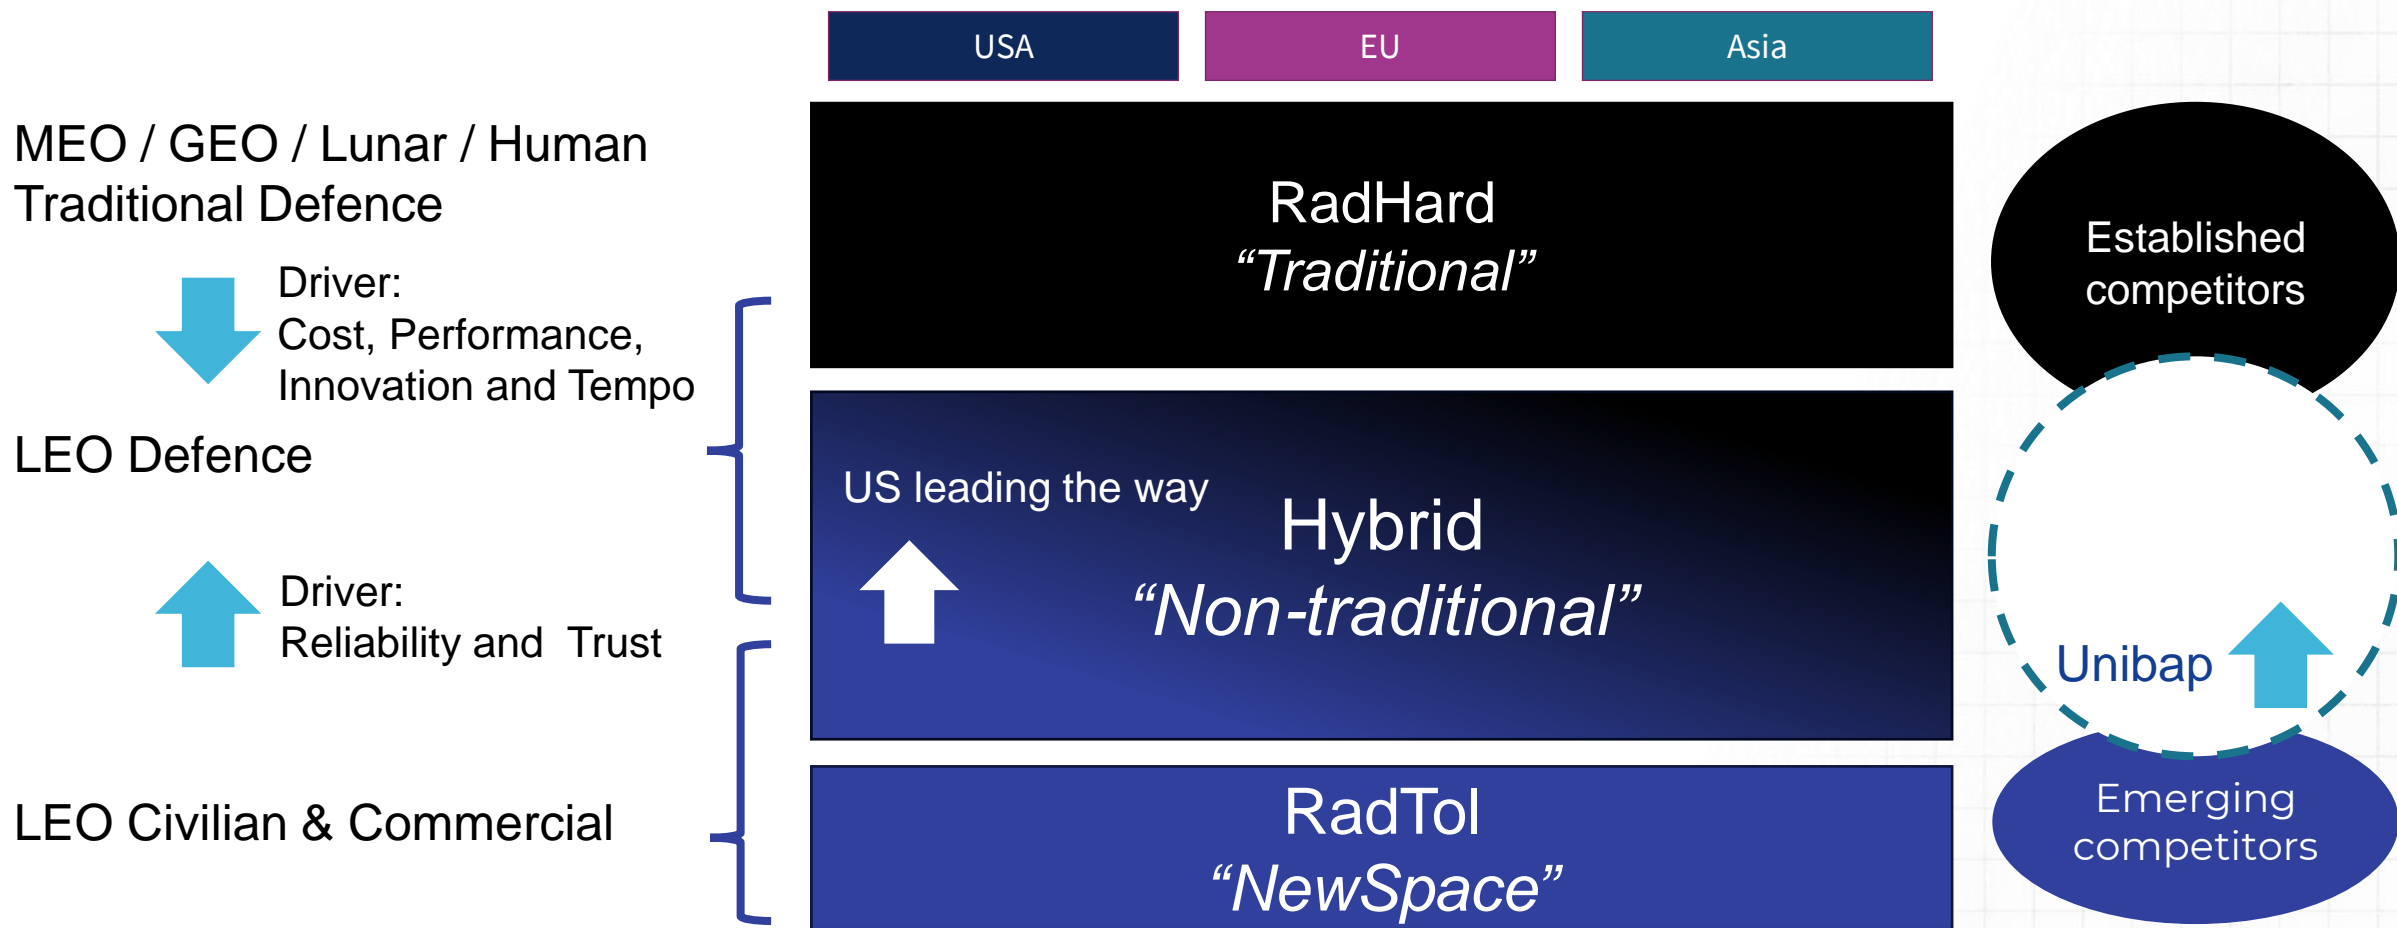 USA
EU
Asia
MEO / GEO / Lunar / Human
Traditional Defence
Driver:
Cost, Performance,
Innovation and Tempo
LEO Defence
Driver:
Reliability and  Trust
LEO Civilian & Commercial
RadHard
“Traditional”
US leading the way
Hybrid
“Non-traditional”
RadTol
“NewSpace”
Established
competitors
Unibap
Emerging
competitors